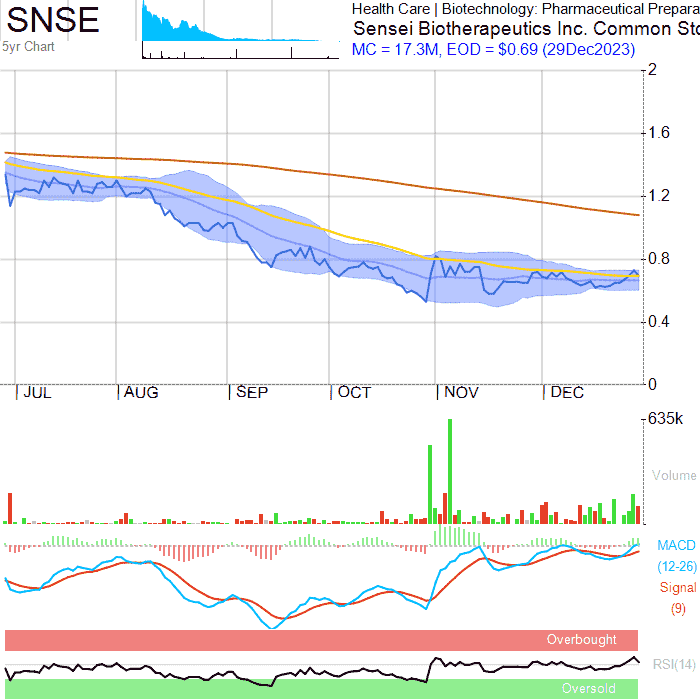 SNSE
5yr Chart
Health Care | Biotechnology: Pharmaceutical Prepara
Sensei Biotherapeutics Inc. Common Sto
MC = 17.3M, EOD = $0.69 (29Dec2023)
2
1.6
1.2
0.8
0.4
0
JUL AUG SEP OCT NOV DEC
635k
Volume
MACD
(12-26)
Signal
(9)
Overbought
RSI(14)
Oversold